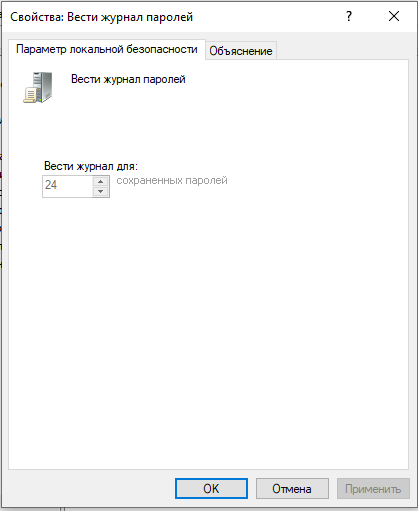 Свойства: Вести журнал паролей
?
Параметр локальной безопасности
Объяснение
Вести журнал паролей
Вести журнал для:
24
сохраненных паролей
OK
Отмена
Применить